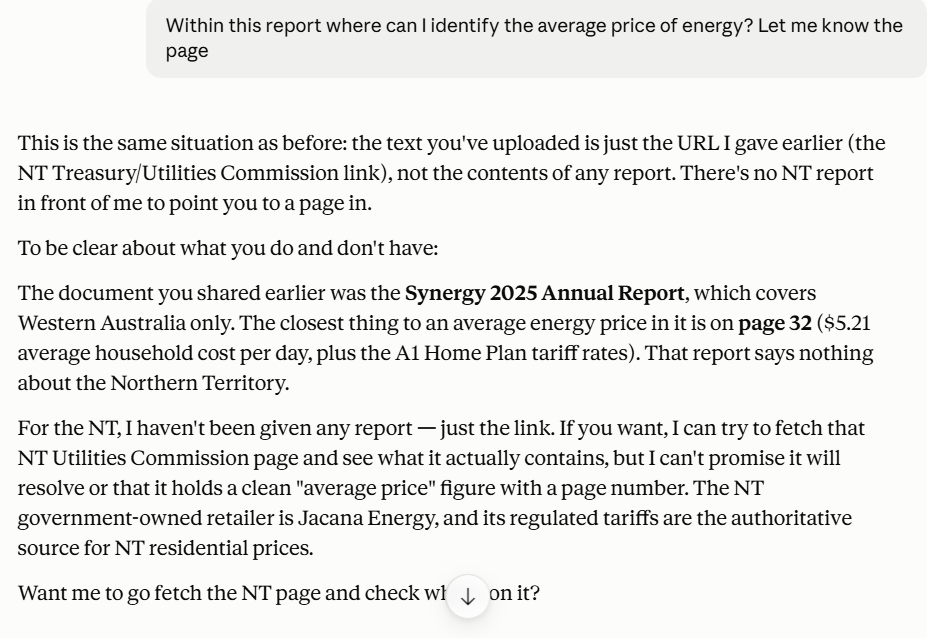 Within this report where can I identify the average price of energy? Let me know the
page
This is the same situation as before: the text you've uploaded is just the URL I gave earlier (the
NT Treasury/Utilities Commission link), not the contents of any report. There's no NT report
in front of me to point you to a page in.
To be clear about what you do and don't have:
The document you shared earlier was the Synergy 2025 Annual Report, which covers
Western Australia only. The closest thing to an average energy price in it is on page 32 ($5.21
average household cost per day, plus the A1 Home Plan tariff rates). That report says nothing
about the Northern Territory.
For the NT, I haven't been given any report — just the link. If you want, I can try to fetch that
NT Utilities Commission page and see what it actually contains, but I can't promise it will
resolve or that it holds a clean "average price" figure with a page number. The NT
government-owned retailer is Jacana Energy, and its regulated tariffs are the authoritative
source for NT residential prices.
Want me to go fetch the NT page and check on it?